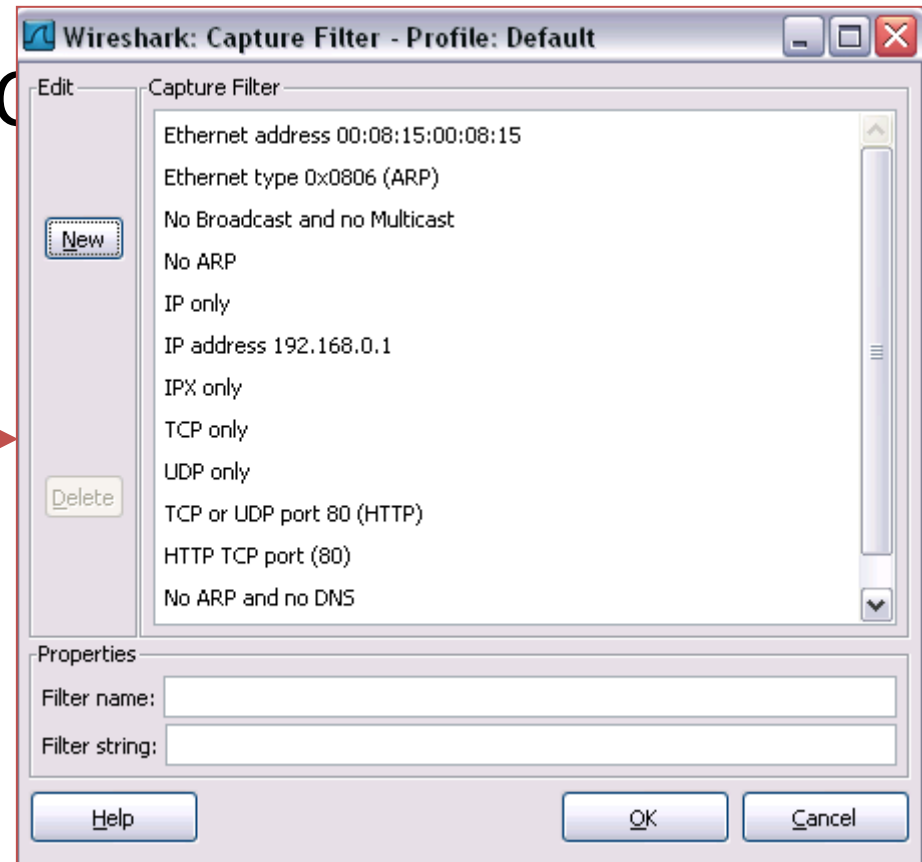 Wireshark: Capture Filter - Profile: Default
Edit
Capture Filter
Ethernet address 00:08:15:00:08:15
Ethernet type 0x0806 (ARP)
No Broadcast and no Multicast
New
No ARP
IP only
IP address 192.168.0.1
IPX only
TCP only
UDP only
Delete
TCP or UDP port 80 (HTTP)
HTTP TCP port (80)
No ARP and no DNS
Properties
Filter name:
Filter string:
Help
OK
Cancel